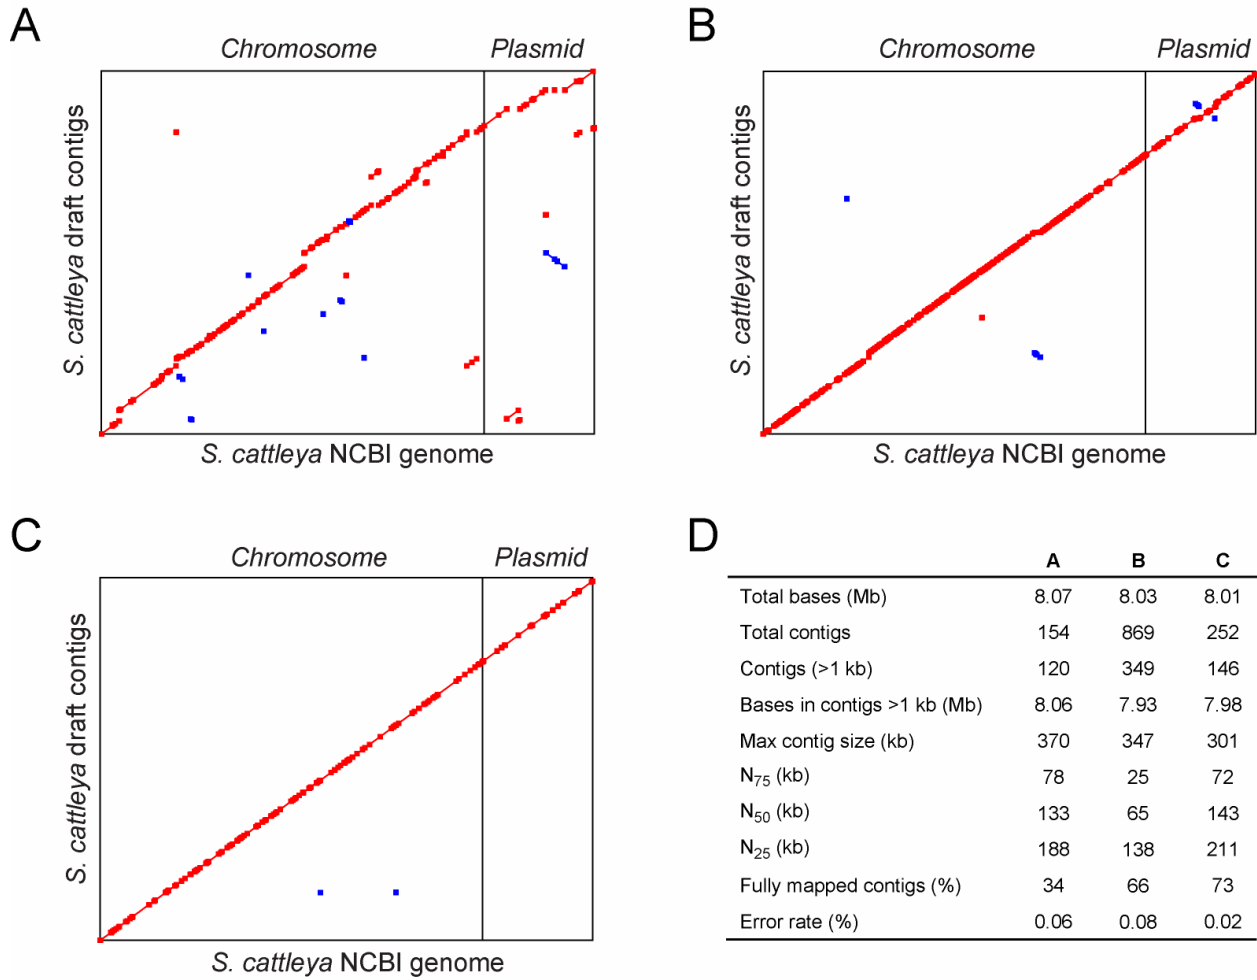 A
Chromosome Plasmid
S. cattleya draft contigs
S. cattleya NCBI genome
B
Chromosome Plasmid
S. cattleya draft contigs
S. cattleya NCBI genome
C
Chromosome Plasmid
S. cattleya draft contigs
S. cattleya NCBI genome
D
A B C
Total bases (Mb) 8.07 8.03 8.01
Total contigs 154 869 252
Contigs (>1 kb) 120 349 146
Bases in contigs >1 kb (Mb) 8.06 7.93 7.98
Max contig size (kb) 370 347 301
N75 (kb) 78 25 72
N50 (kb) 133 65 143
N25 (kb) 188 138 211
Fully mapped contigs (%) 34 66 73
Error rate (%) 0.06 0.08 0.02